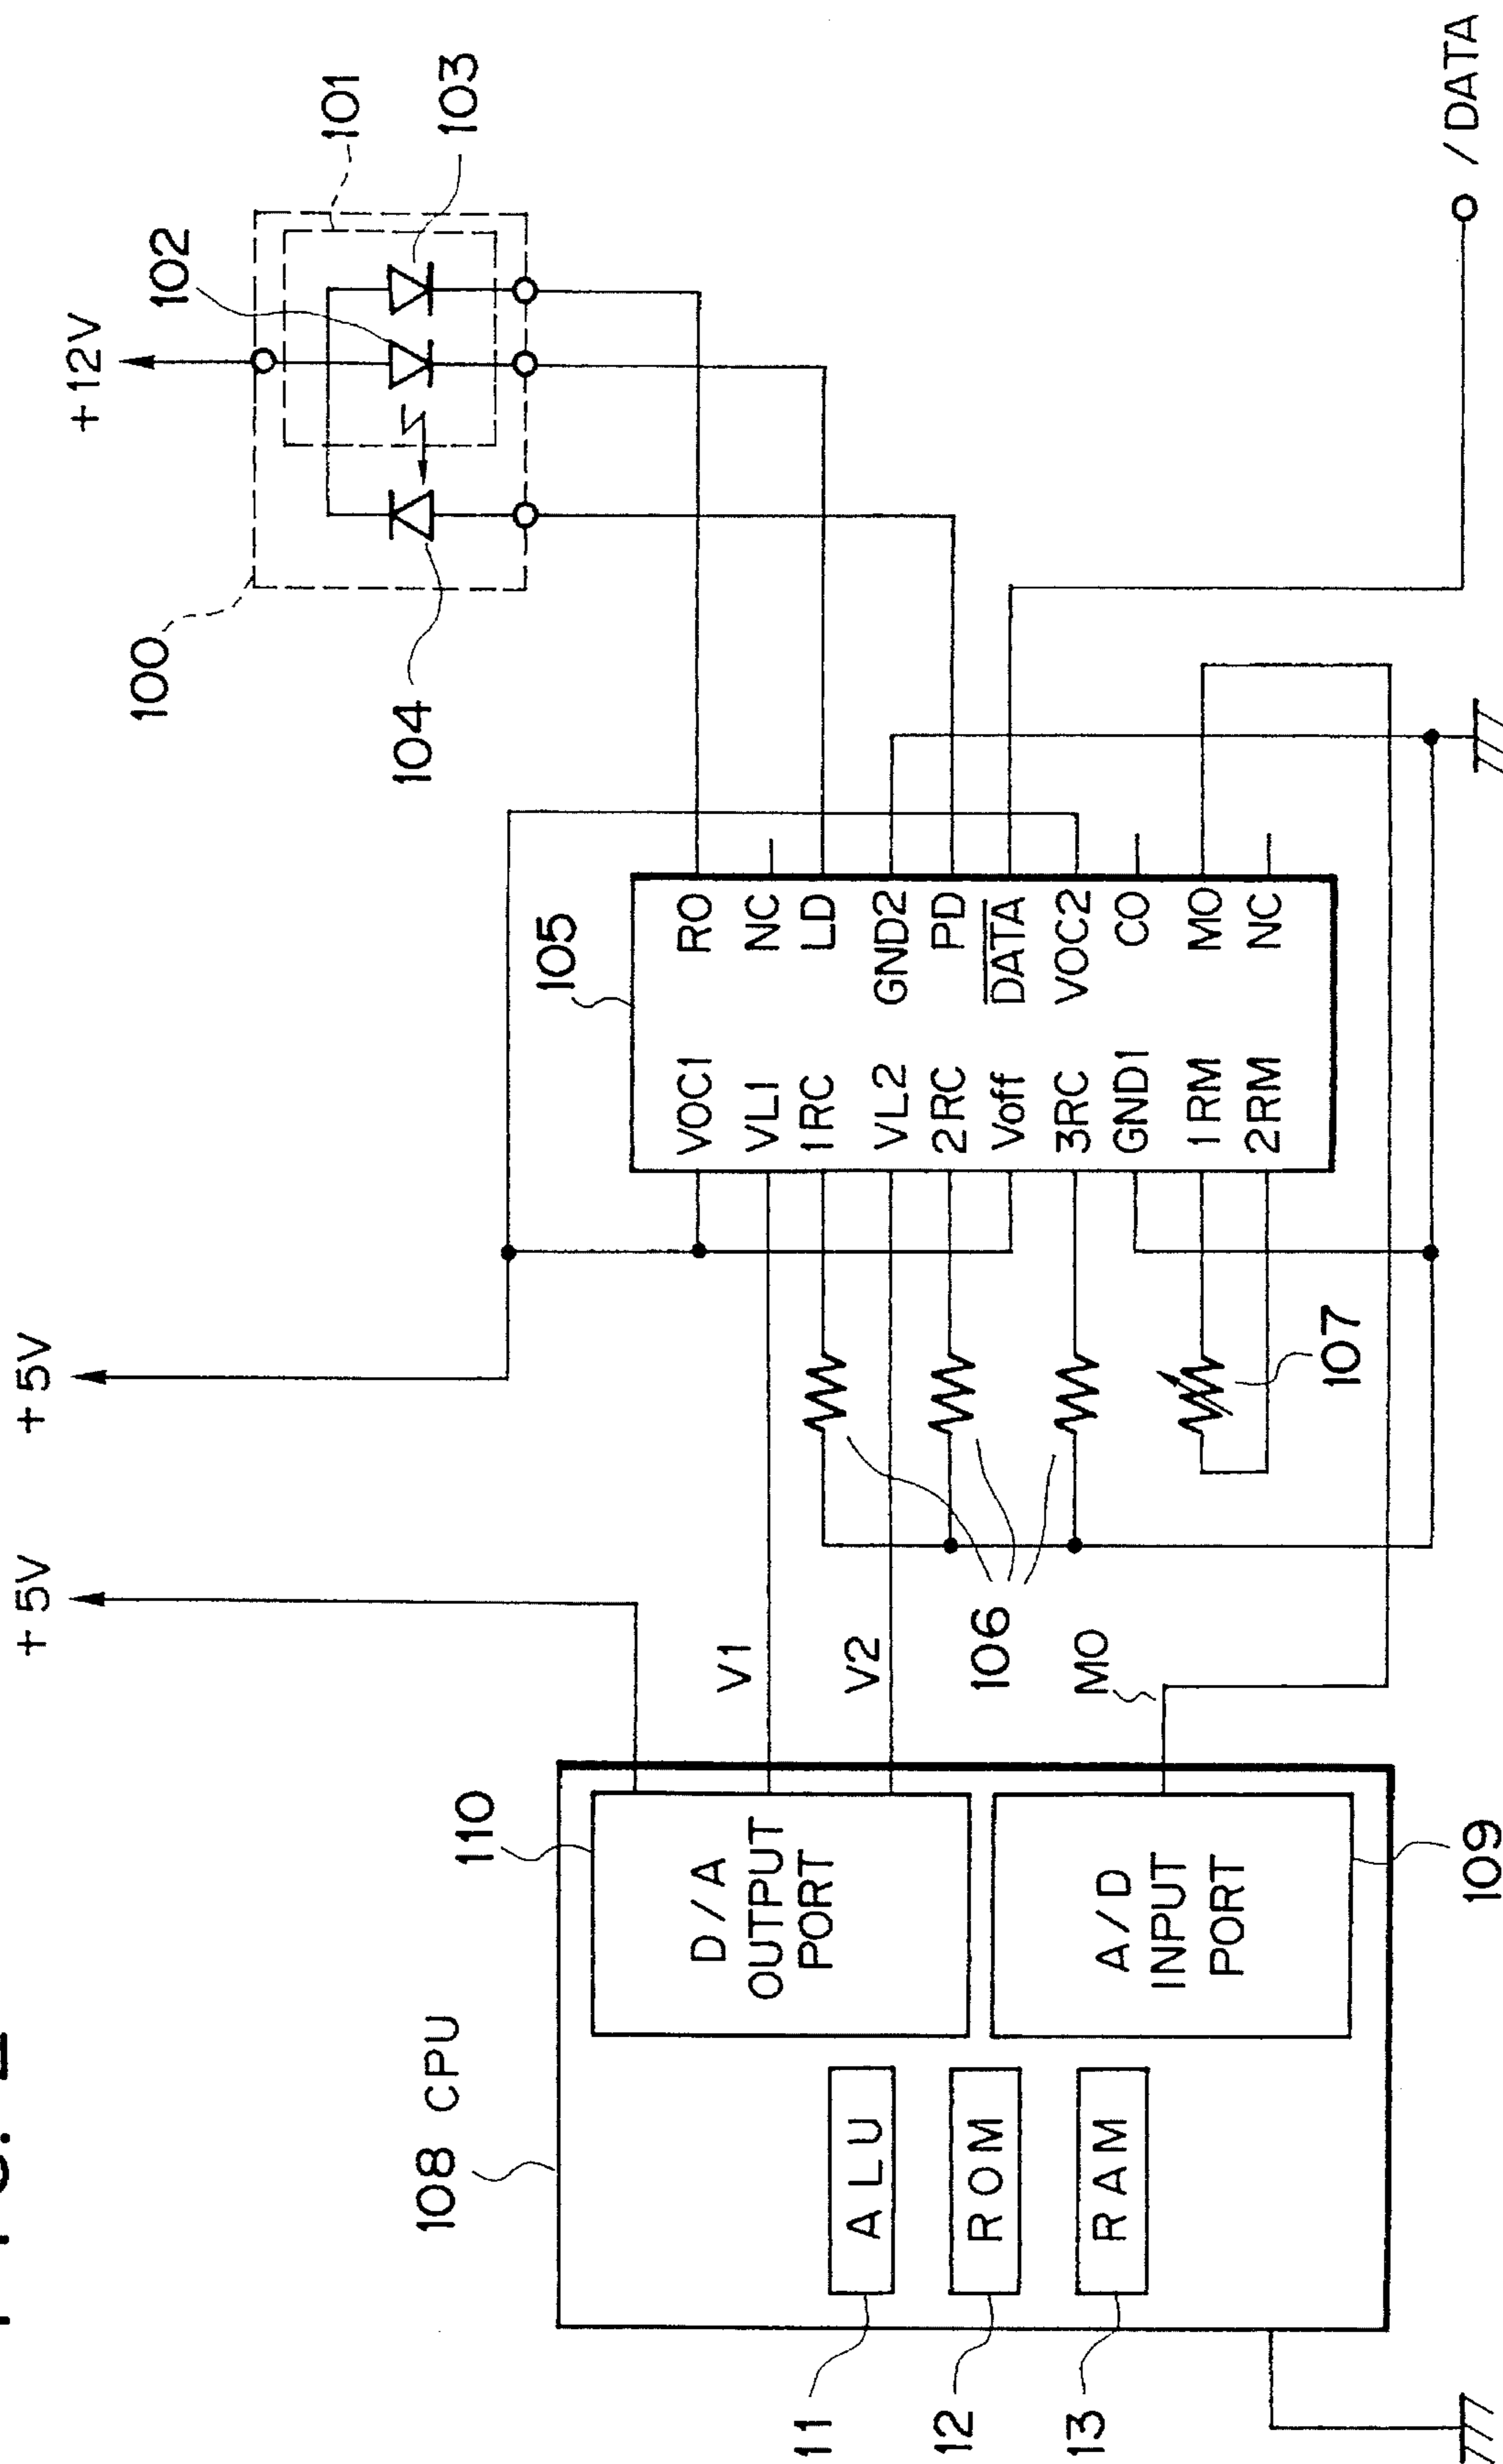 +5V
+5V
+12V
100
101
102
103
104
105
VOC1
VL1
1RC
VL2
2RC
Voff
3RC
GND1
1RM
2RM
RO
NC
LD
GND2
PD
DATA
VOC2
CO
MO
NC
/DATA
V1
V2
106
MO
107
108 CPU
110
D/A
OUTPUT
PORT
A/D
INPUT
PORT
109
ALU
ROM
RAM
11
12
13